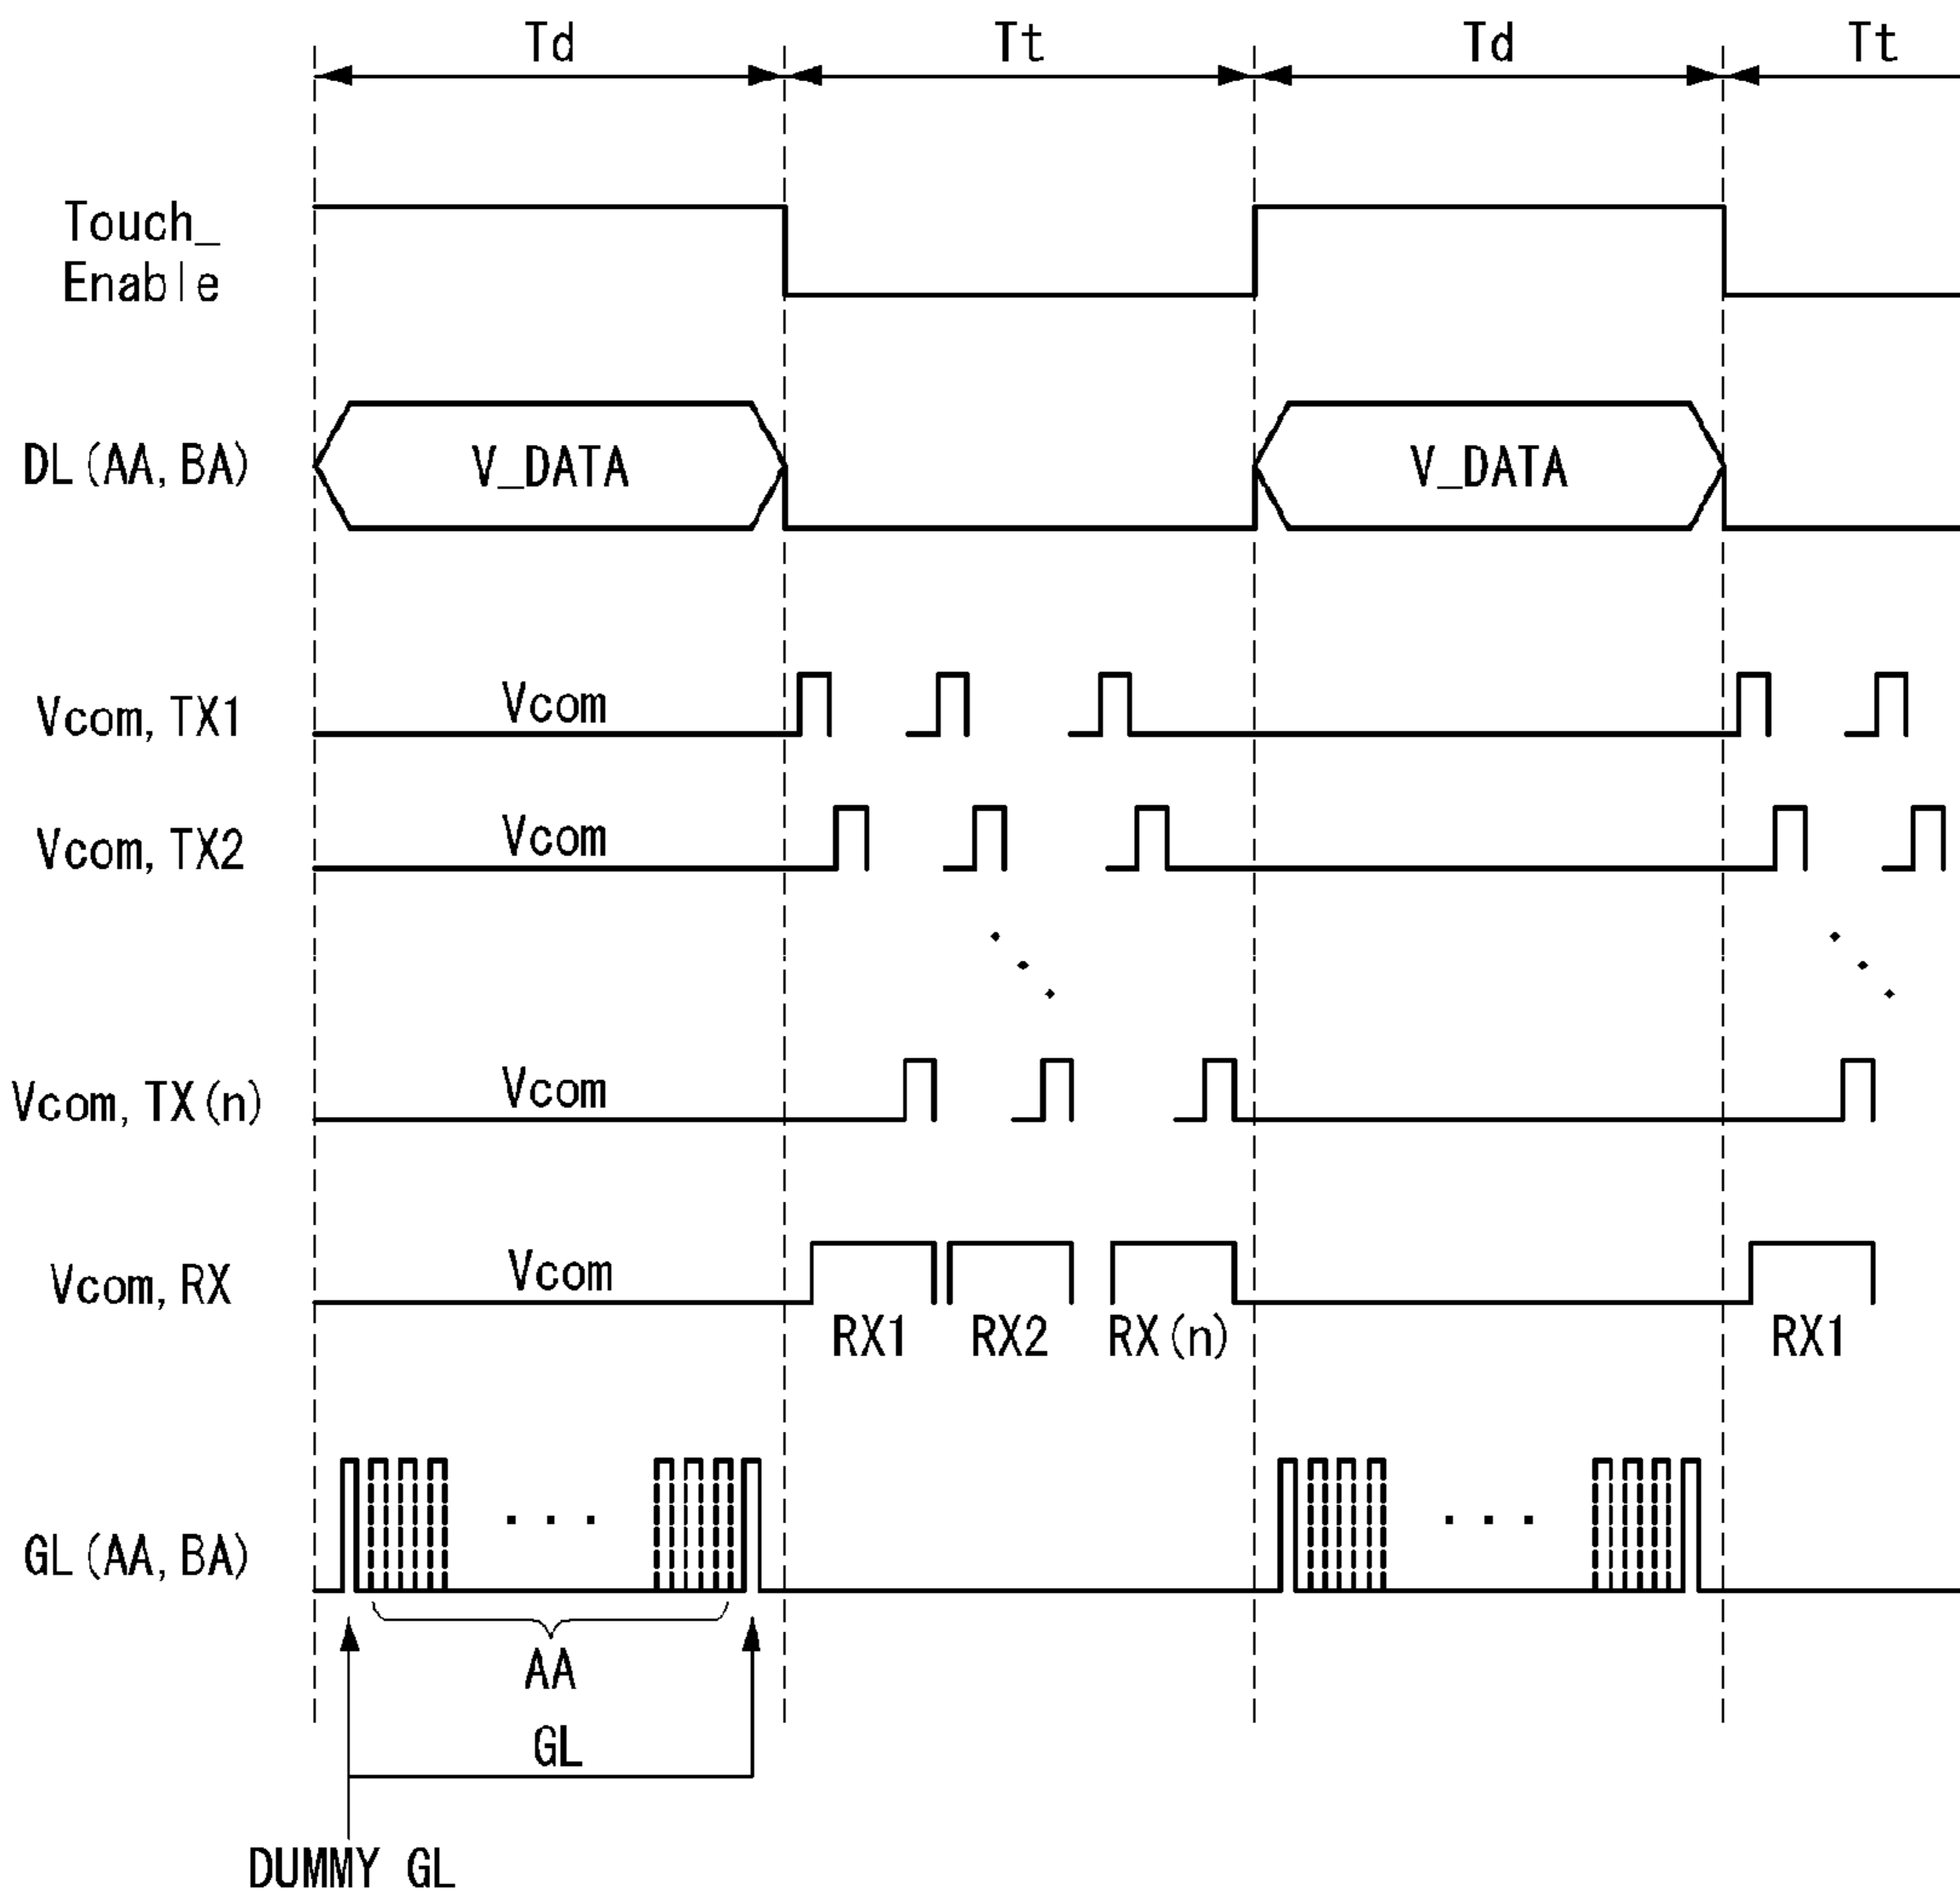 Td Tt Td Tt
Touch_
Enable
DL(AA,BA) V_DATA V_DATA
Vcom,TX1 Vcom
Vcom,TX2 Vcom
Vcom,TX(n) Vcom
Vcom,RX Vcom
RX1 RX2 RX(n) RX1
GL(AA,BA)
AA
GL
DUMMY GL